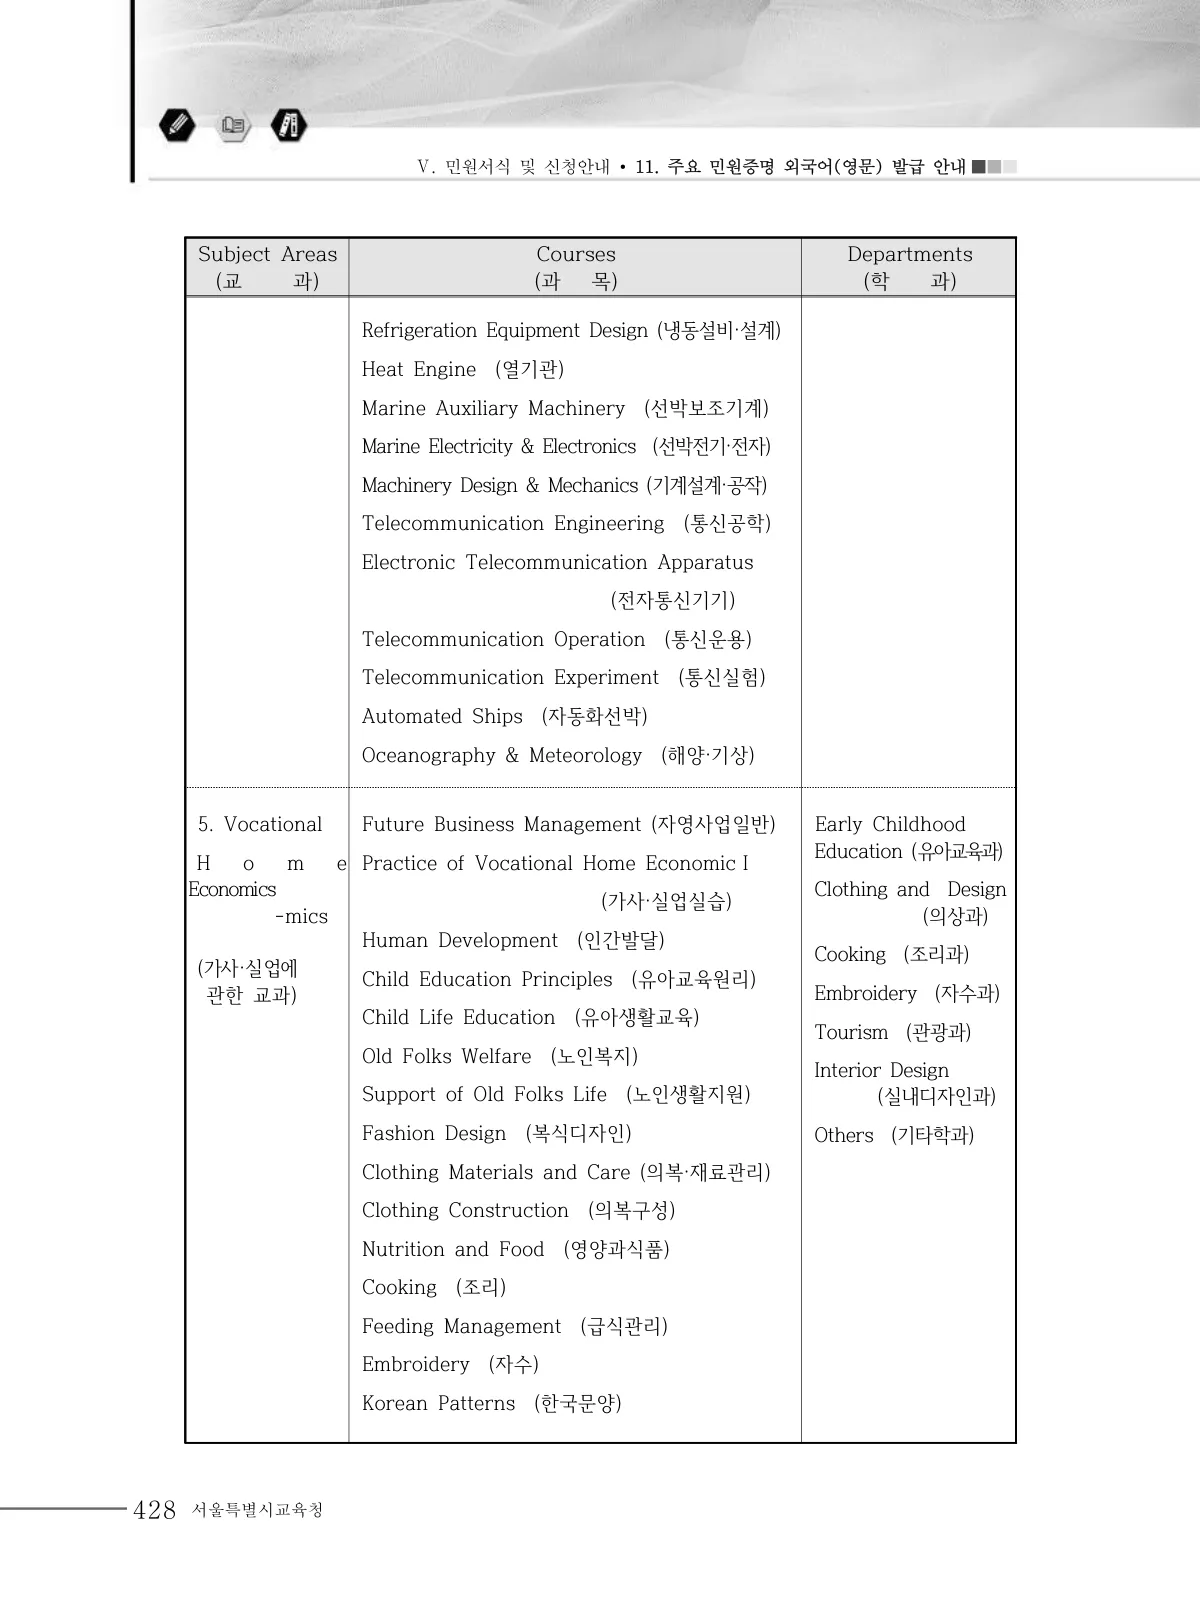 Ⅴ. 민원서식 및 신청안내 • 11. 주요 민원증명 외국어(영문) 발급 안내
Subject Areas
(교 과)
Courses
(과 목)
Departments
(학 과)
Refrigeration Equipment Design (냉동설비·설계)
Heat Engine (열기관)
Marine Auxiliary Machinery (선박보조기계)
Marine Electricity & Electronics (선박전기·전자)
Machinery Design & Mechanics (기계설계·공작)
Telecommunication Engineering (통신공학)
Electronic Telecommunication Apparatus
(전자통신기기)
Telecommunication Operation (통신운용)
Telecommunication Experiment (통신실험)
Automated Ships (자동화선박)
Oceanography & Meteorology (해양·기상)
5. Vocational
H o m e
Economics
-mics
(가사·실업에
관한 교과)
Future Business Management (자영사업일반)
Practice of Vocational Home EconomicⅠ
(가사·실업실습)
Human Development (인간발달)
Child Education Principles (유아교육원리)
Child Life Education (유아생활교육)
Old Folks Welfare (노인복지)
Support of Old Folks Life (노인생활지원)
Fashion Design (복식디자인)
Clothing Materials and Care (의복·재료관리)
Clothing Construction (의복구성)
Nutrition and Food (영양과식품)
Cooking (조리)
Feeding Management (급식관리)
Embroidery (자수)
Korean Patterns (한국문양)
Early Childhood
Education (유아교육과)
Clothing and Design
(의상과)
Cooking (조리과)
Embroidery (자수과)
Tourism (관광과)
Interior Design
(실내디자인과)
Others (기타학과)
428 서울특별시교육청